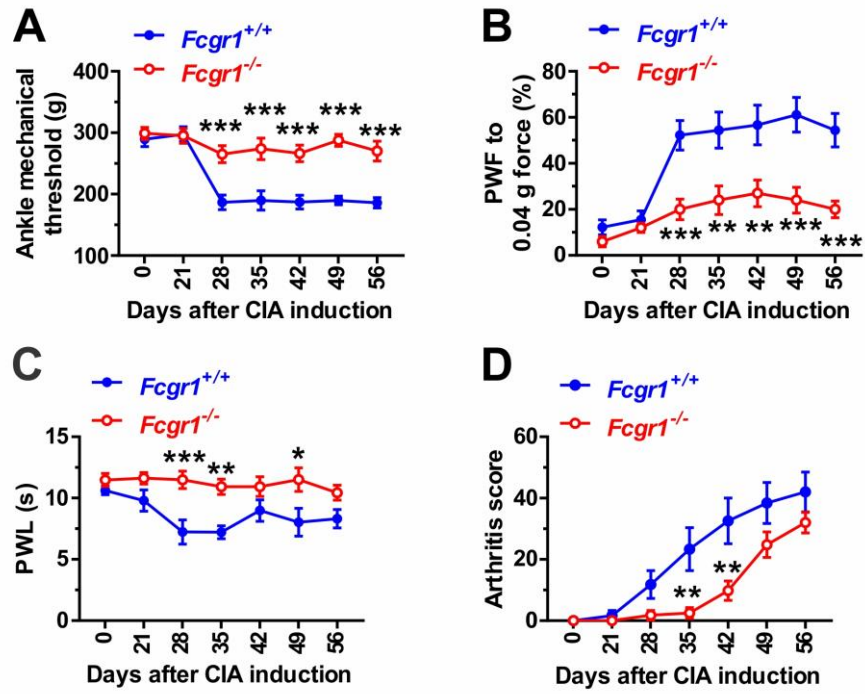 A
Fcgr1+/+
Fcgr1-/-
Ankle mechanical
threshold (g)
400
300
200
100
*** *** *** *** ***
0 21 28 35 42 49 56
Days after CIA induction
B
Fcgr1+/+
Fcgr1-/-
PWF to
0.04 g force (%)
80
60
40
20
0
*** ** ** *** ***
0 21 28 35 42 49 56
Days after CIA induction
C
Fcgr1+/+
Fcgr1-/-
PWL (s)
15
10
5
0
*** ** *
0 21 28 35 42 49 56
Days after CIA induction
D
Fcgr1+/+
Fcgr1-/-
Arthritis score
60
40
20
0
** **
0 21 28 35 42 49 56
Days after CIA induction